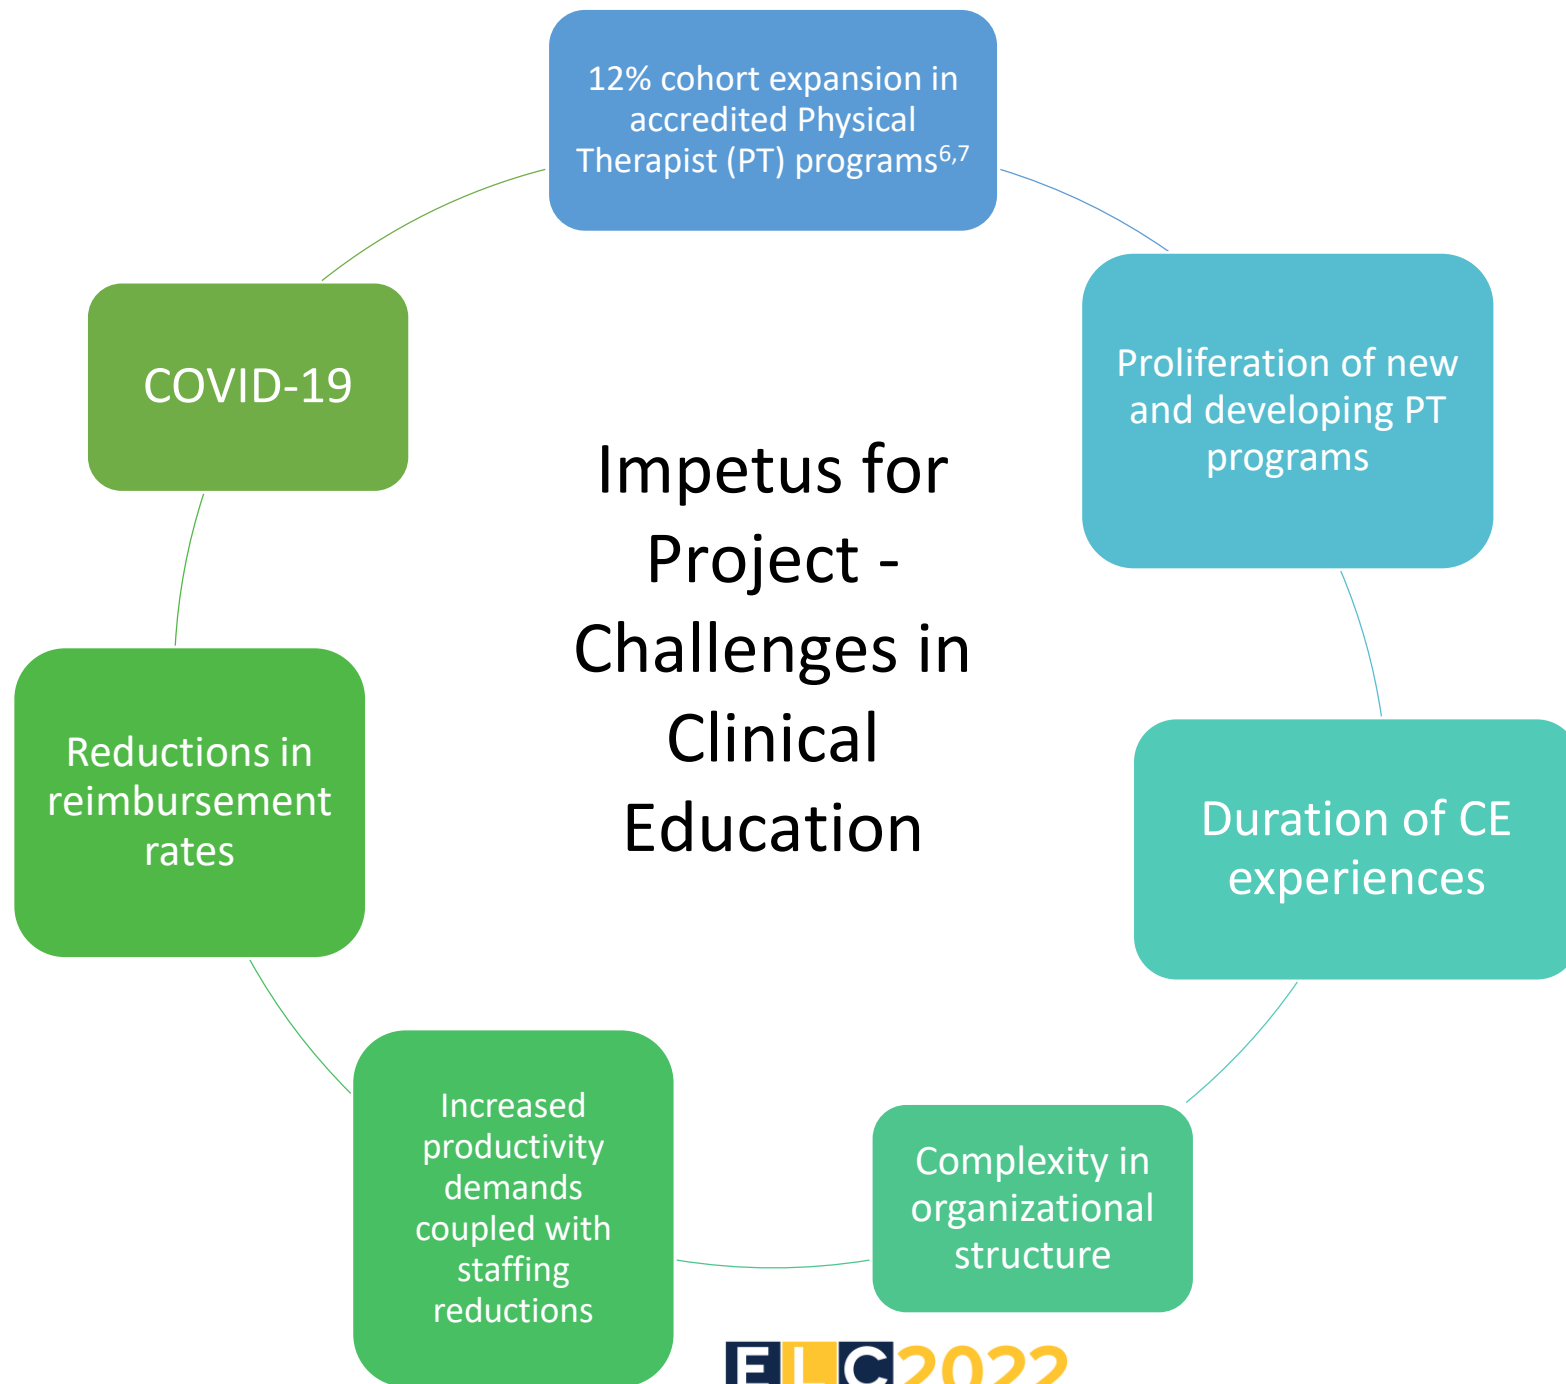 12% cohort expansion in
accredited Physical
Therapist (PT) programs6,7
Proliferation of new
and developing PT
programs
Duration of CE
experiences
Complexity in
organizational
structure
Increased
productivity
demands
coupled with
staffing
reductions
Reductions in
reimbursement
rates
COVID-19
Impetus for
Project -
Challenges in
Clinical
Education
ELC2022